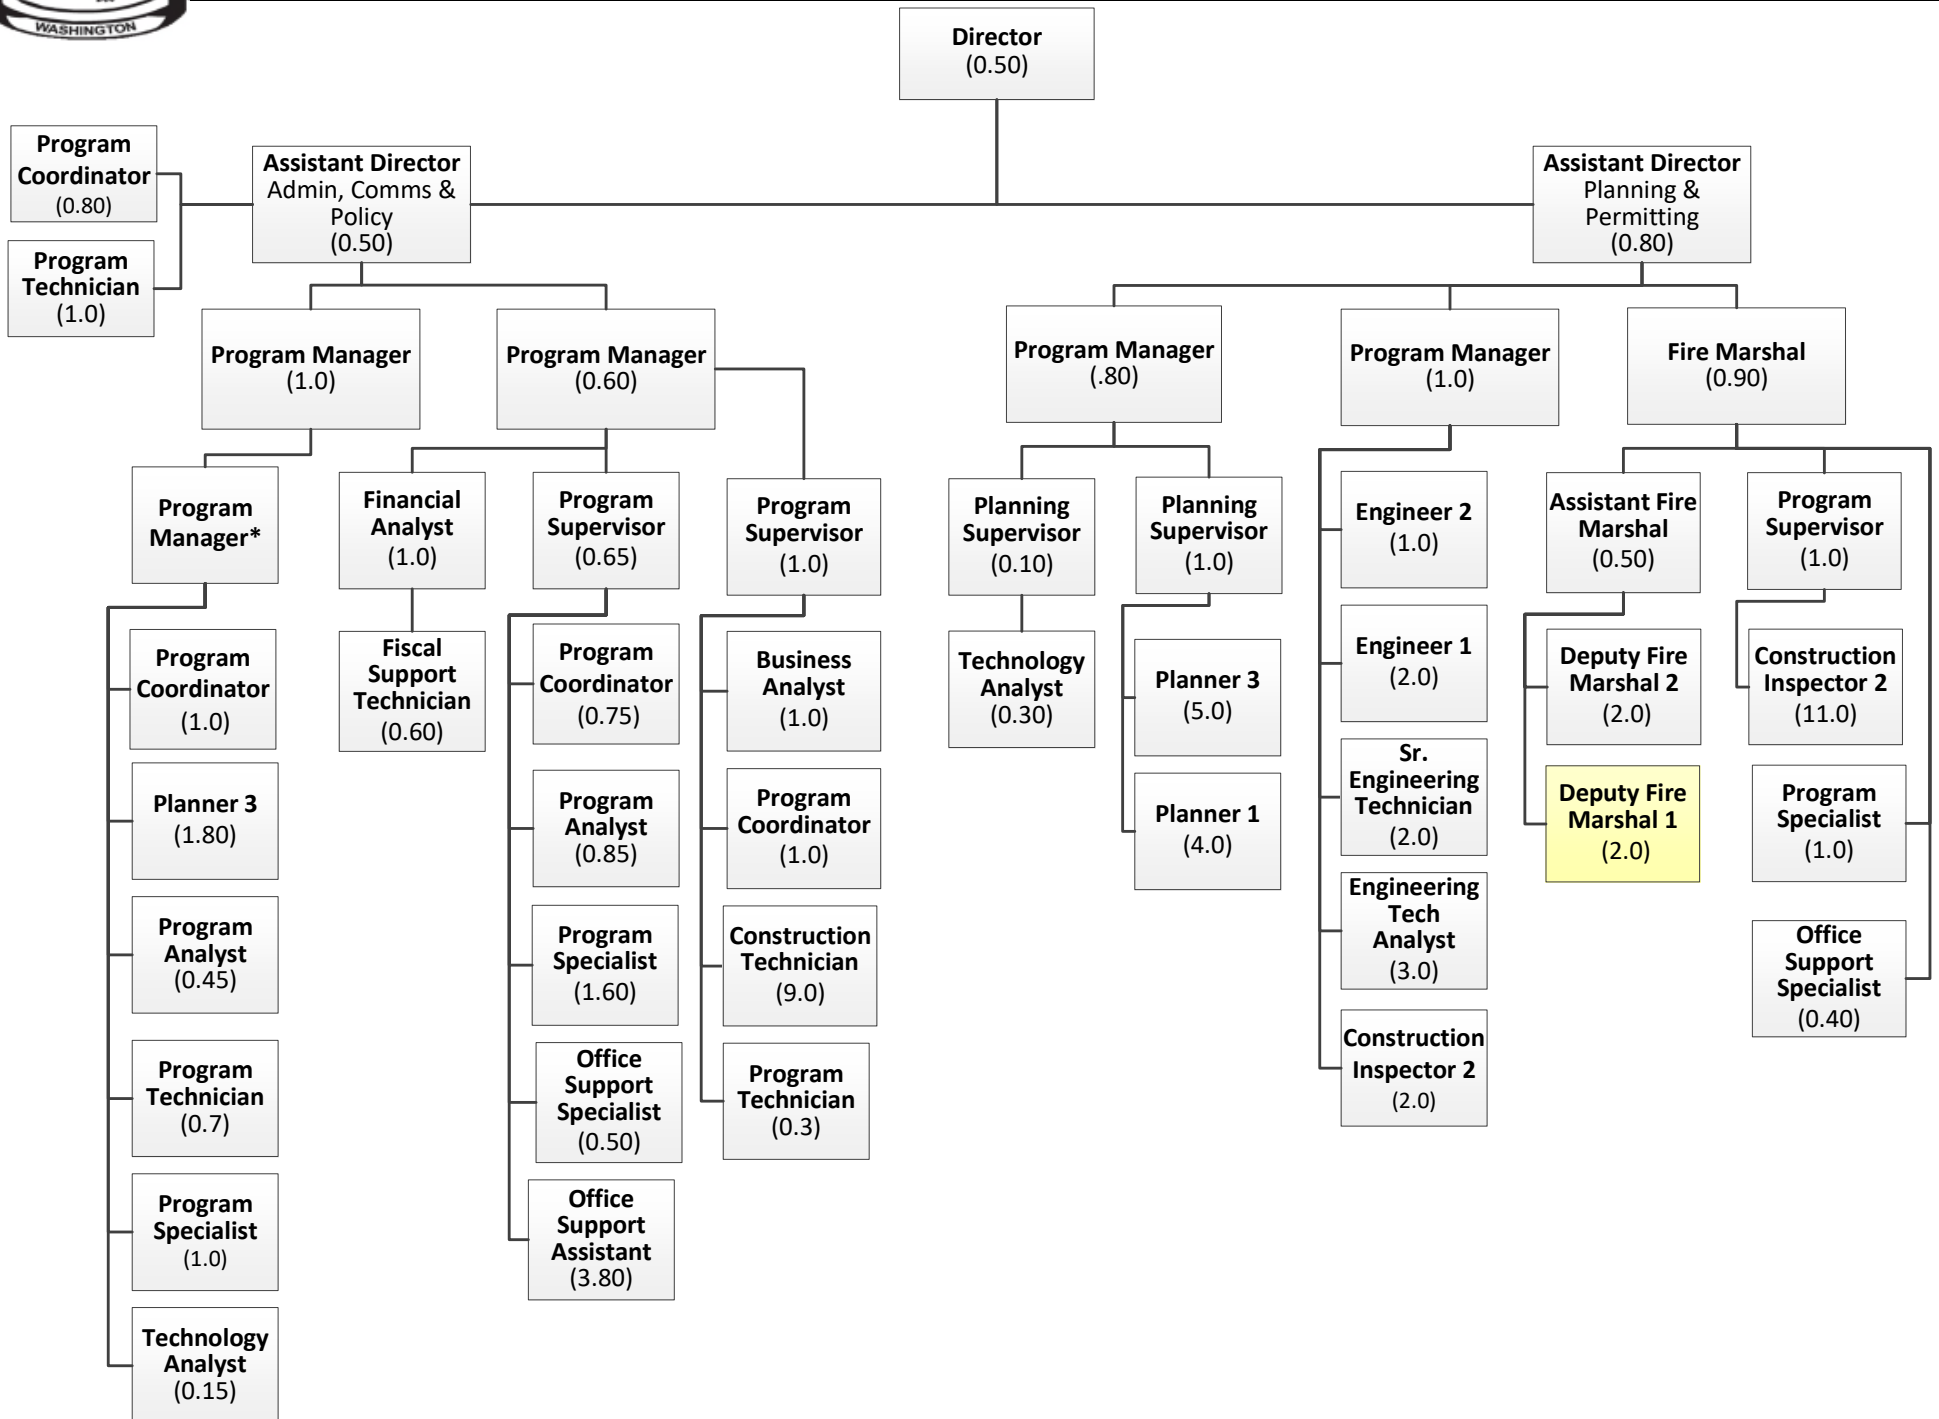 WASHINGTON
Director
(0.50)
Program
Coordinator
(0.80)
Program
Technician
(1.0)
Assistant Director
Admin, Comms &
Policy
(0.50)
Assistant Director
Planning &
Permitting
(0.80)
Program Manager
(1.0)
Program Manager
(0.60)
Program Manager
(.80)
Program Manager
(1.0)
Fire Marshal
(0.90)
Program
Manager*
Financial
Analyst
(1.0)
Program
Supervisor
(0.65)
Program
Supervisor
(1.0)
Planning
Supervisor
(0.10)
Planning
Supervisor
(1.0)
Engineer 2
(1.0)
Assistant Fire
Marshal
(0.50)
Program
Supervisor
(1.0)
Program
Coordinator
(1.0)
Planner 3
(1.80)
Program
Analyst
(0.45)
Program
Technician
(0.7)
Program
Specialist
(1.0)
Technology
Analyst
(0.15)
Fiscal
Support
Technician
(0.60)
Program
Coordinator
(0.75)
Program
Analyst
(0.85)
Program
Specialist
(1.60)
Office
Support
Specialist
(0.50)
Office
Support
Assistant
(3.80)
Business
Analyst
(1.0)
Program
Coordinator
(1.0)
Construction
Technician
(9.0)
Program
Technician
(0.3)
Technology
Analyst
(0.30)
Planner 3
(5.0)
Planner 1
(4.0)
Engineer 1
(2.0)
Sr.
Engineering
Technician
(2.0)
Engineering
Tech
Analyst
(3.0)
Construction
Inspector 2
(2.0)
Deputy Fire
Marshal 2
(2.0)
Deputy Fire
Marshal 1
(2.0)
Construction
Inspector 2
(11.0)
Program
Specialist
(1.0)
Office
Support
Specialist
(0.40)